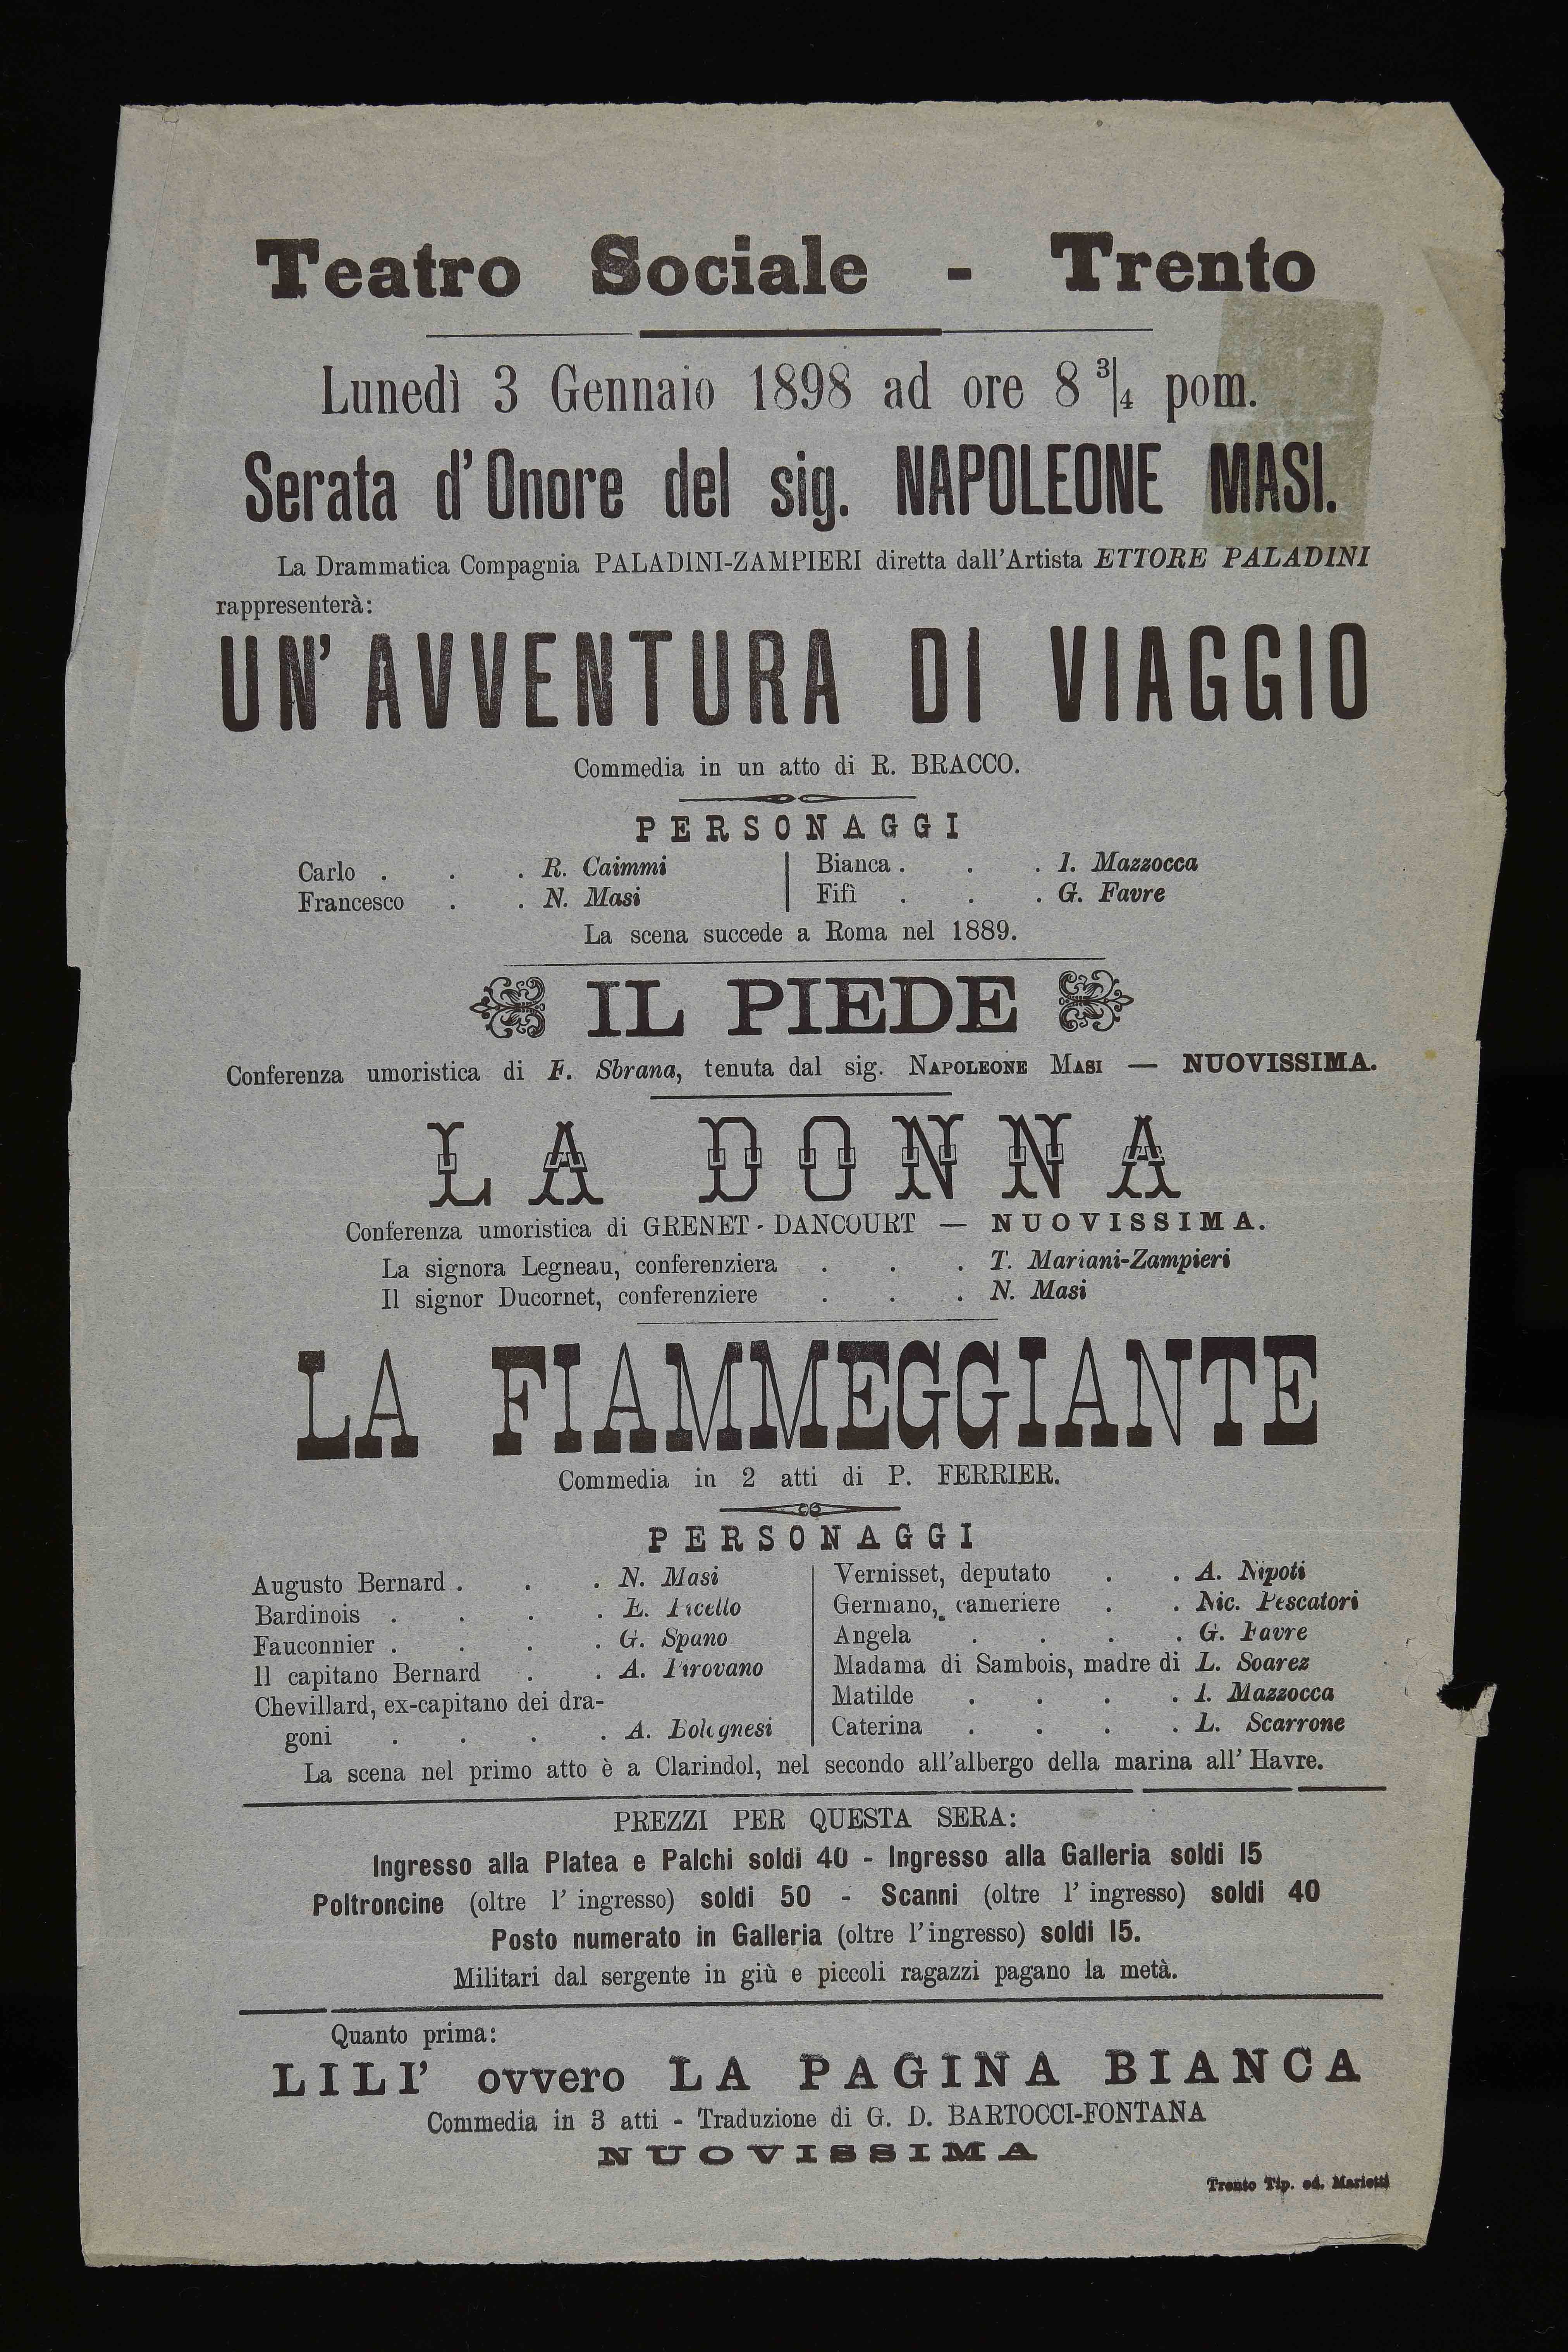 Teatro Sociale - Trento
Lunedì 3 Gennaio 1898 ad ore 8 3/4 pom.
Serata d'Onore del sig. NAPOLEONE MASI.
La Drammatica Compagnia PALADINI-ZAMPIERI diretta dall'Artista ETTORE PALADINI
rappresenterà:
UN' AVVENTURA DI VIAGGIO
Commedia in un atto di R. BRACCO.
PERSONAGGI
Carlo . . . R. Caimmi
Francesco . . N. Masi
Bianca . . . I. Mazzocca
Fifì . . . G. Favre
La scena succede a Roma nel 1889.
IL PIEDE
Conferenza umoristica di F. Sbrana, tenuta dal sig. NAPOLEONE MASI — NUOVISSIMA.
LA DONNA
Conferenza umoristica di GRENET-DANCOURT — NUOVISSIMA.
La signora Legneau, conferenziera . . . T. Mariani-Zampieri
Il signor Ducornet, conferenziere . . . N. Masi
LA FIAMMEGGIANTE
Commedia in 2 atti di P. FERRIER.
PERSONAGGI
Augusto Bernard . . . N. Masi
Bardinois . . . . E. Picello
Fauconnier . . . . G. Spano
Il capitano Bernard . . A. Pirovano
Chevillard, ex-capitano dei dra-
goni . . . . A. Bolognesi
Vernisset, deputato . . A. Nipoti
Germano, cameriere . . Nic. Pescatori
Angela . . . . G. Favre
Madama di Sambois, madre di L. Soarez
Matilde . . . . I. Mazzocca
Caterina . . . . L. Scarrone
La scena nel primo atto è a Clarindol, nel secondo all'albergo della marina all' Havre.
PREZZI PER QUESTA SERA:
Ingresso alla Platea e Palchi soldi 40 - Ingresso alla Galleria soldi 15
Poltroncine (oltre l' ingresso) soldi 50 - Scanni (oltre l' ingresso) soldi 40
Posto numerato in Galleria (oltre l'ingresso) soldi 15.
Militari dal sergente in giù e piccoli ragazzi pagano la metà.
Quanto prima:
LILI' ovvero LA PAGINA BIANCA
Commedia in 3 atti - Traduzione di G. D. BARTOCCI-FONTANA
NUOVISSIMA
Trento Tip. ed. Marietti